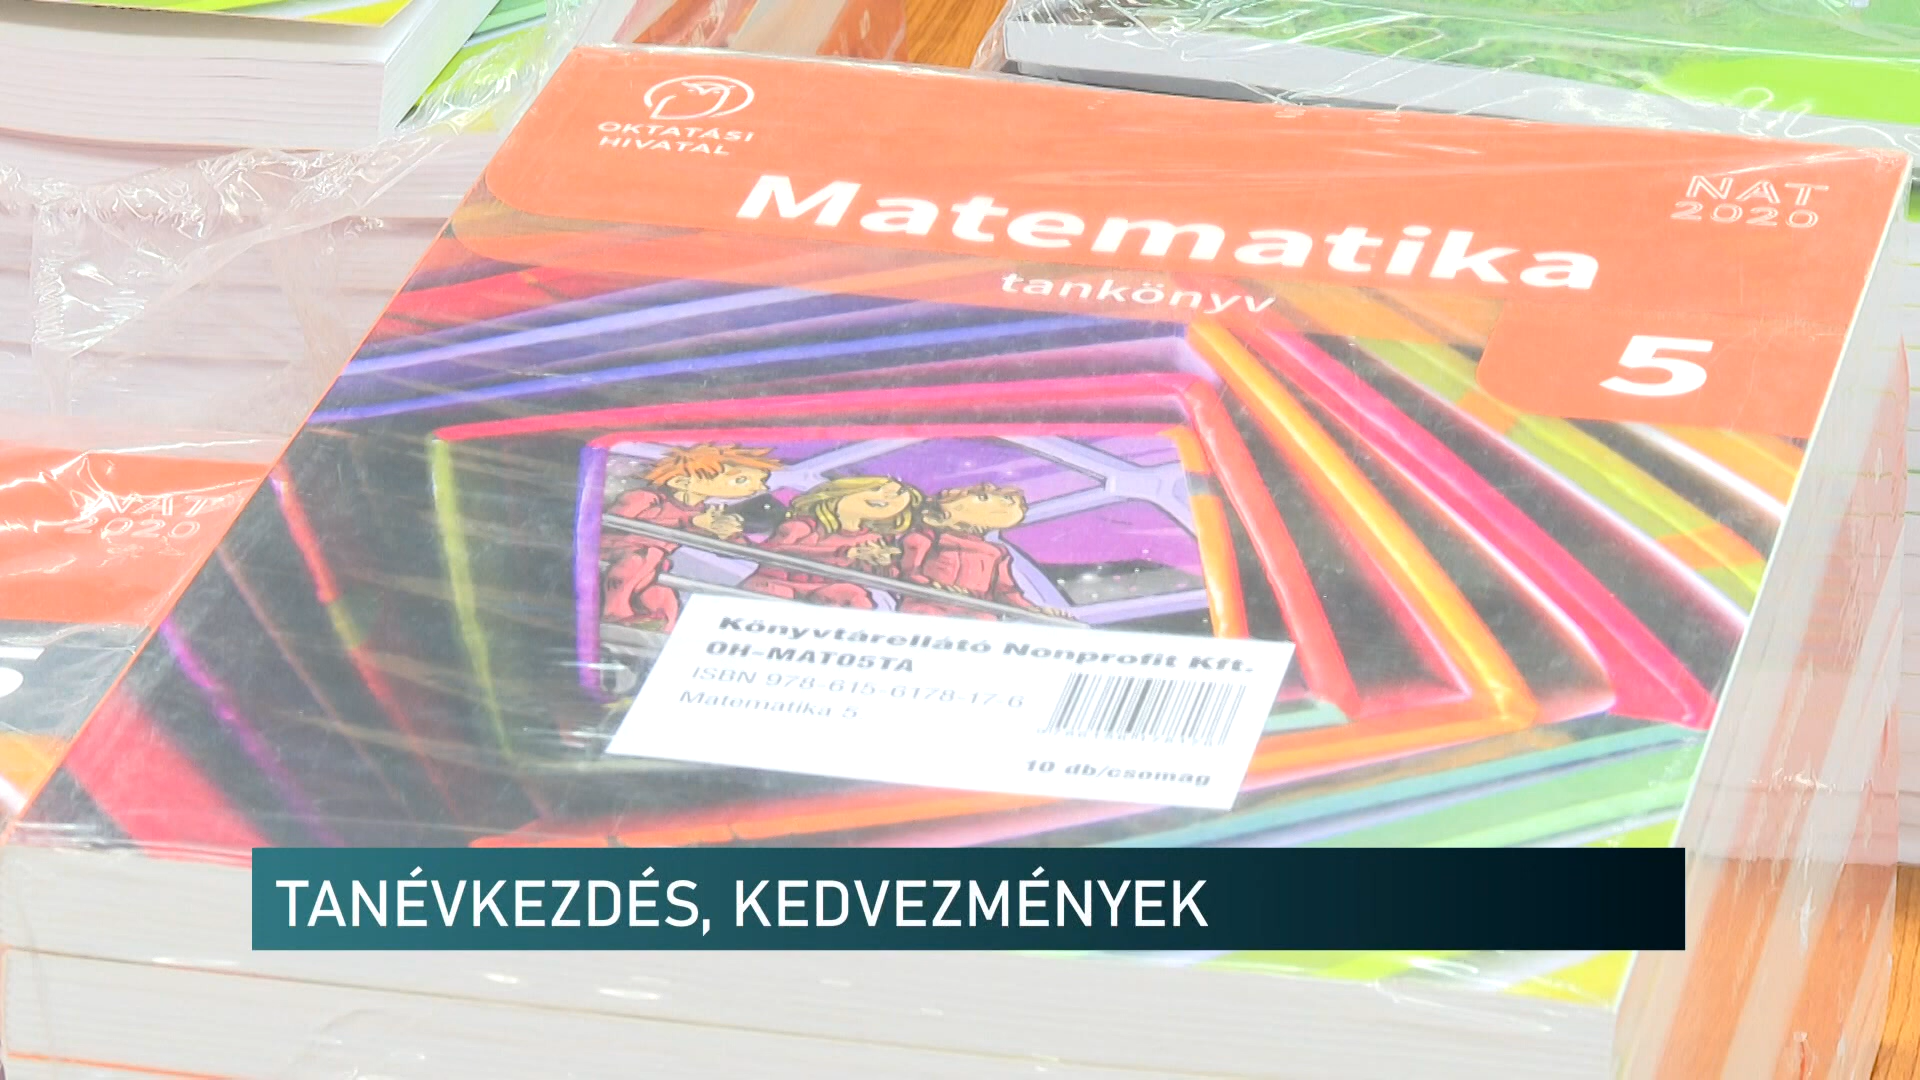 OKTATÁSI
HIVATAL
Matematika
tankönyv
NAT
2020
5
NAT
2020
Könyvtárellátó Nonprofit Kft.
OH-MAT05TA
ISBN 978-615-6178-17-6
Matematika 5
10 db/csomag
TANÉVKEZDÉS, KEDVEZMÉNYEK